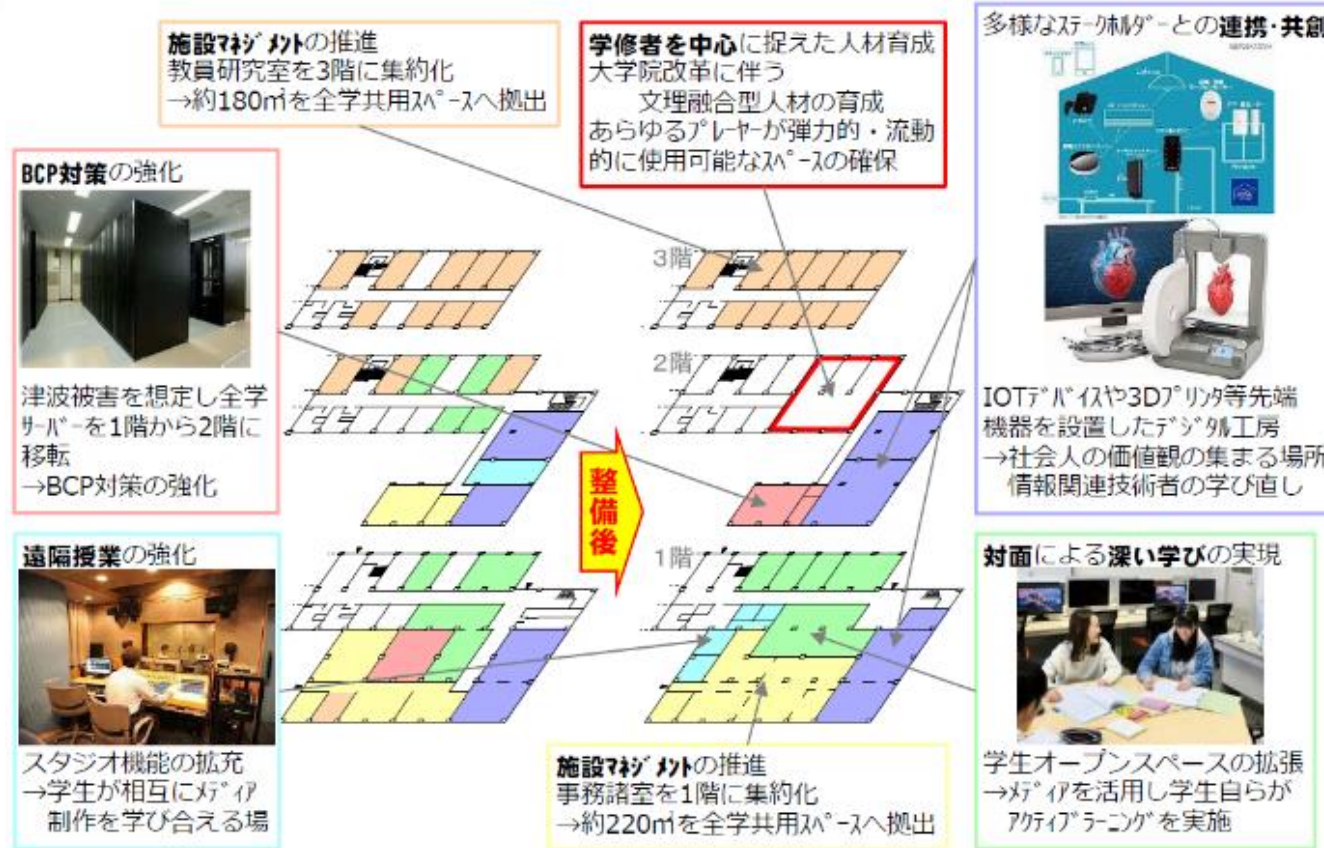 施設ﾏﾈｼﾞﾒﾝﾄの推進
教員研究室を3階に集約化
→約180㎡を全学共用ｽﾍﾟｰｽへ拠出
学修者を中心に捉えた人材育成
大学院改革に伴う
文理融合型人材の育成
あらゆるﾌﾟﾚｰﾔｰが弾力的・流動
的に使用可能なｽﾍﾟｰｽの確保
多様なｽﾃｰｸﾎﾙﾀﾞｰとの連携・共創
IOTﾃﾞﾊﾞｲｽや3Dﾌﾟﾘﾝﾀ等先端
機器を設置したﾃﾞｼﾞﾀﾙ工房
→社会人の価値観の集まる場所
情報関連技術者の学び直し
BCP対策の強化
津波被害を想定し全学
ｻｰﾊﾞｰを1階から2階に
移転
→BCP対策の強化
3階
2階
1階
整備後
遠隔授業の強化
スタジオ機能の拡充
→学生が相互にﾒﾃﾞｨｱ
制作を学び合える場
施設ﾏﾈｼﾞﾒﾝﾄの推進
事務諸室を1階に集約化
→約220㎡を全学共用ｽﾍﾟｰｽへ拠出
対面による深い学びの実現
学生オープンスペースの拡張
→ﾒﾃﾞｨｱを活用し学生自らが
ｱｸﾃｨﾌﾞﾗｰﾆﾝｸﾞを実施